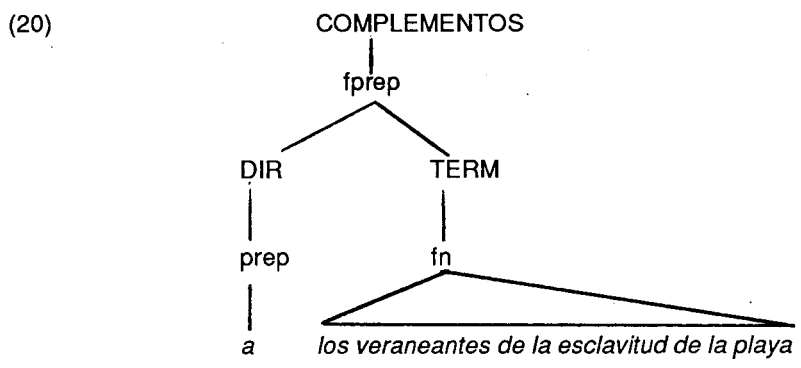 (20) COMPLEMENTOS
fprep
DIR TERM
prep fn
a los veraneantes de la esclavitud de la playa